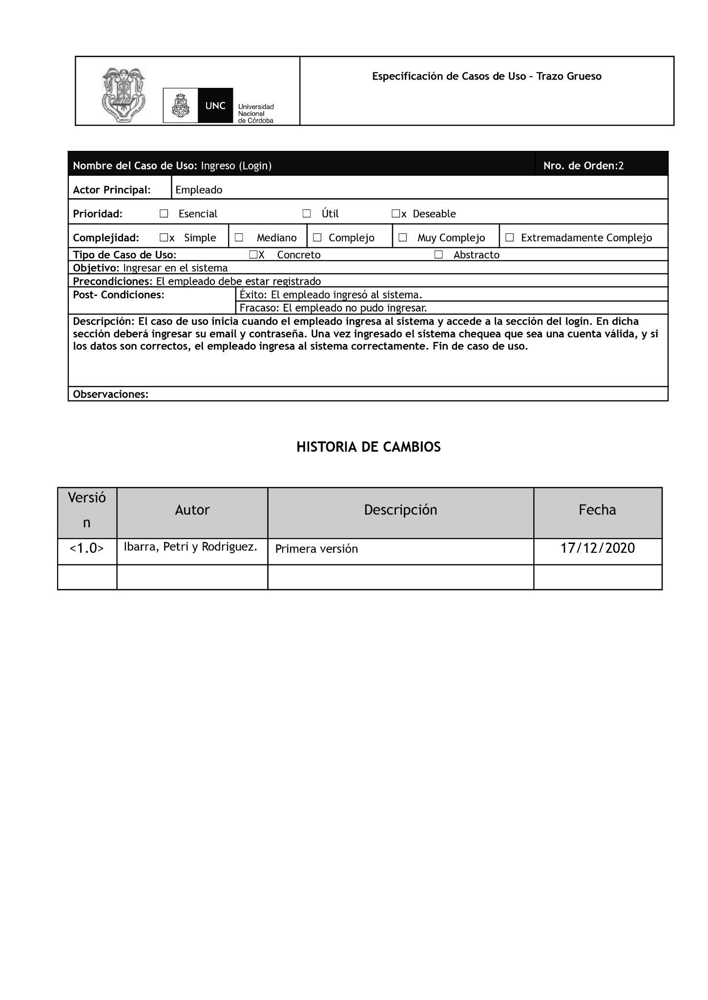 Especificación de Casos de Uso – Trazo Grueso
UNC
Universidad
Nacional
de Córdoba
Nombre del Caso de Uso: Ingreso (Login) Nro. de Orden:2
Actor Principal: Empleado
Prioridad: ☐ Esencial ☐ Útil ☐x Deseable
Complejidad: ☐x Simple ☐ Mediano ☐ Complejo ☐ Muy Complejo ☐ Extremadamente Complejo
Tipo de Caso de Uso: ☐X Concreto ☐ Abstracto
Objetivo: Ingresar en el sistema
Precondiciones: El empleado debe estar registrado
Post- Condiciones: Éxito: El empleado ingresó al sistema.
Fracaso: El empleado no pudo ingresar.
Descripción: El caso de uso inicia cuando el empleado ingresa al sistema y accede a la sección del login. En dicha
sección deberá ingresar su email y contraseña. Una vez ingresado el sistema chequea que sea una cuenta válida, y si
los datos son correctos, el empleado ingresa al sistema correctamente. Fin de caso de uso.
Observaciones:
HISTORIA DE CAMBIOS
Versió
n
Autor Descripción Fecha
<1.0> Ibarra, Petri y Rodriguez. Primera versión 17/12/2020